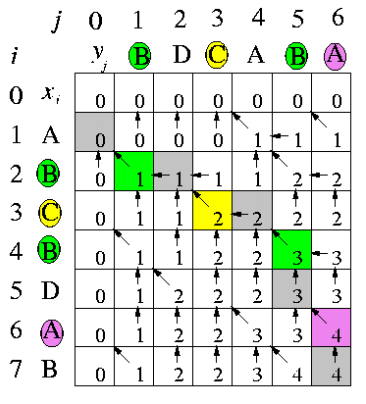 j 0 1 2 3 4 5 6
i yj B D C A B A
0 xi 0 0 0 0 0 0 0
1 A 0 0 0 0 1 1 1
2 B 0 1 1 1 1 2 2
3 C 0 1 1 2 2 2 2
4 B 0 1 1 2 2 3 3
5 D 0 1 2 2 2 3 3
6 A 0 1 2 2 3 3 4
7 B 0 1 2 2 3 4 4